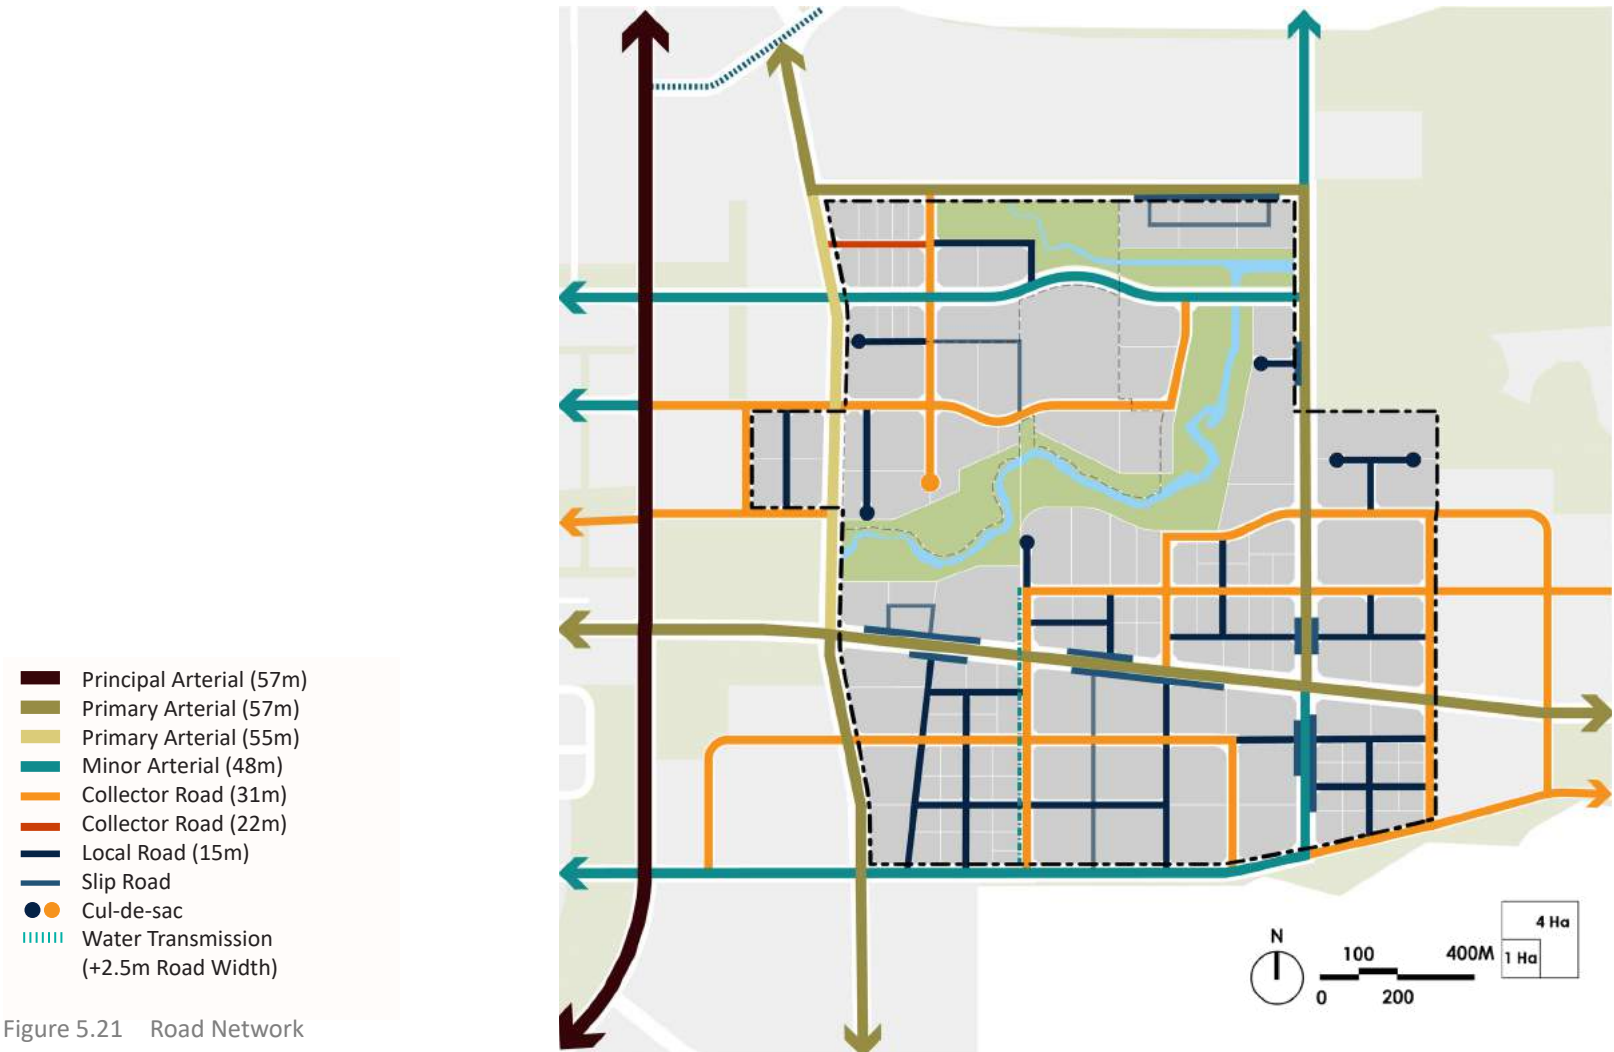 Principal Arterial (57m)
Primary Arterial (57m)
Primary Arterial (55m)
Minor Arterial (48m)
Collector Road (31m)
Collector Road (22m)
Local Road (15m)
Slip Road
Cul-de-sac
Water Transmission
(+2.5m Road Width)
Figure 5.21 Road Network
N
100
400M
0
200
4 Ha
1 Ha